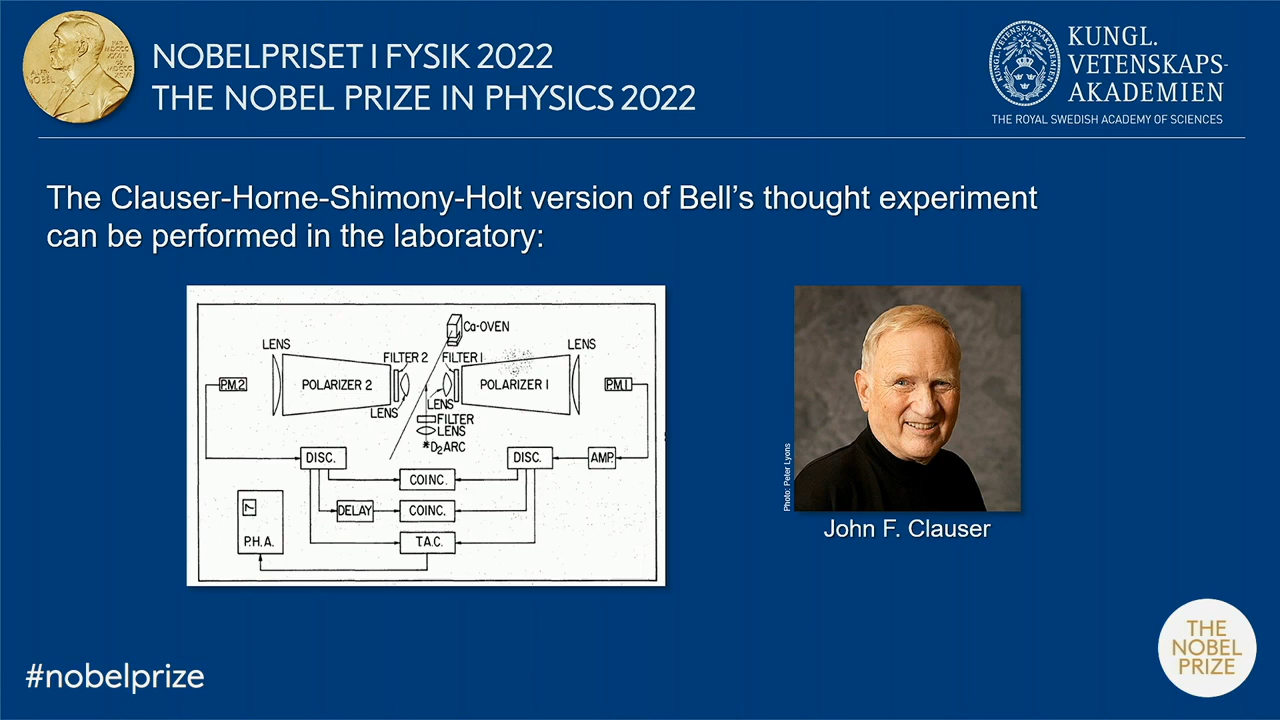 NOBELPRISET I FYSIK 2022
THE NOBEL PRIZE IN PHYSICS 2022
KUNGL.
VETENSKAPS-
AKADEMIEN
THE ROYAL SWEDISH ACADEMY OF SCIENCES
The Clauser-Horne-Shimony-Holt version of Bell's thought experiment
can be performed in the laboratory:
Ca-OVEN
LENS
FILTER 2
FILTER 1
LENS
P.M.2
POLARIZER 2
POLARIZER 1
P.M.1
LENS
LENS
FILTER
LENS
*D₂ARC
DISC.
DISC.
AMP.
COINC.
DELAY
COINC.
P.H.A.
T.A.C.
Photo: Peter Lyons
John F. Clauser
#nobelprize
THE
NOBEL
PRIZE